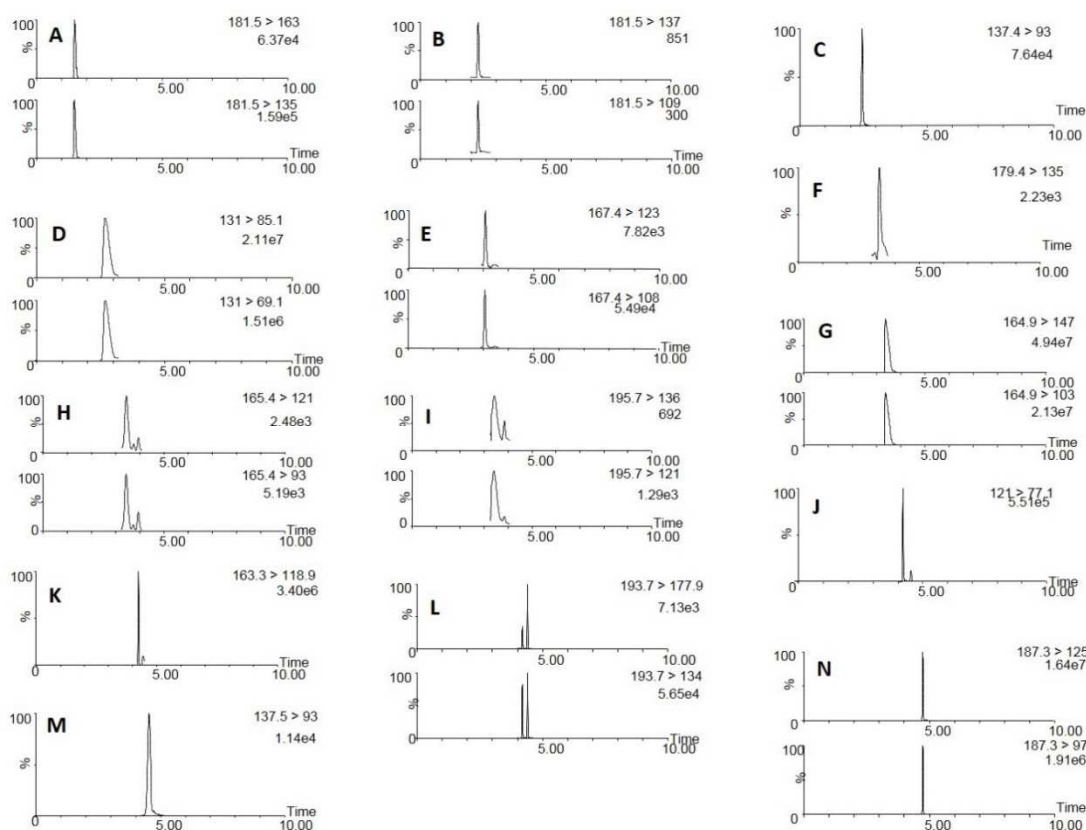 A
100
%
0
181.5 > 163
6.37e4
5.00
10.00
100
%
0
181.5 > 135
1.59e5
Time
5.00
10.00
B
100
%
0
181.5 > 137
851
5.00
10.00
100
%
0
181.5 > 109
300
Time
5.00
10.00
C
100
%
0
137.4 > 93
7.64e4
Time
5.00
10.00
D
100
%
0
131 > 85.1
2.11e7
5.00
10.00
100
%
0
131 > 69.1
1.51e6
Time
5.00
10.00
E
100
%
0
167.4 > 123
7.82e3
5.00
10.00
100
%
0
167.4 > 108
5.49e4
Time
5.00
10.00
F
100
%
0
179.4 > 135
2.23e3
Time
5.00
10.00
G
100
%
0
164.9 > 147
4.94e7
5.00
10.00
100
%
0
164.9 > 103
2.13e7
Time
5.00
10.00
H
100
%
0
165.4 > 121
2.48e3
5.00
10.00
100
%
0
165.4 > 93
5.19e3
Time
5.00
10.00
I
100
%
0
195.7 > 136
692
5.00
10.00
100
%
0
195.7 > 121
1.29e3
Time
5.00
10.00
J
100
%
0
121 > 77.1
5.51e5
Time
5.00
10.00
K
100
%
0
163.3 > 118.9
3.40e6
Time
5.00
10.00
L
100
%
0
193.7 > 177.9
7.13e3
5.00
10.00
100
%
0
193.7 > 134
5.65e4
Time
5.00
10.00
M
100
%
0
137.5 > 93
1.14e4
Time
5.00
10.00
N
100
%
0
187.3 > 125
1.64e7
5.00
10.00
100
%
0
187.3 > 97
1.91e6
Time
5.00
10.00